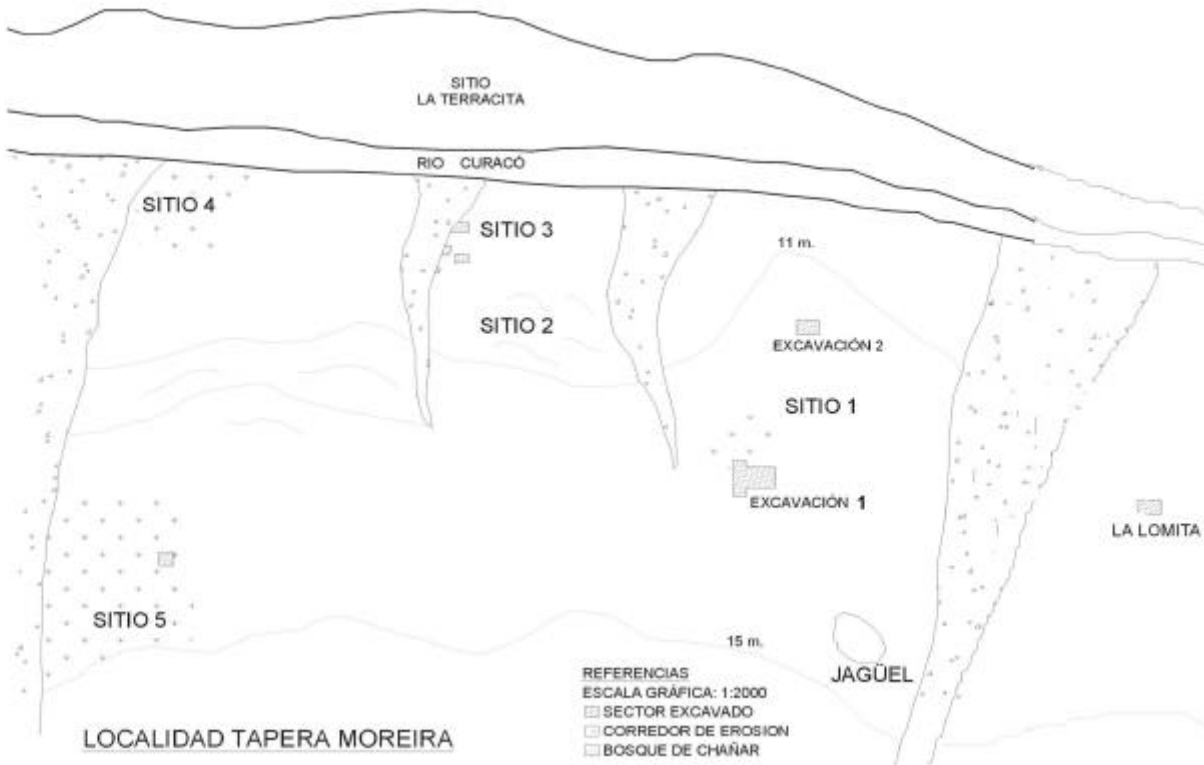 SITIO
LA TERRACITA
RIO CURACÓ
SITIO 4
SITIO 3
11 m.
SITIO 2
EXCAVACIÓN 2
SITIO 1
EXCAVACIÓN 1
LA LOMITA
SITIO 5
15 m.
JAGÜEL
REFERENCIAS
ESCALA GRÁFICA: 1:2000
SECTOR EXCAVADO
CORREDOR DE EROSION
BOSQUE DE CHAÑAR
LOCALIDAD TAPERA MOREIRA